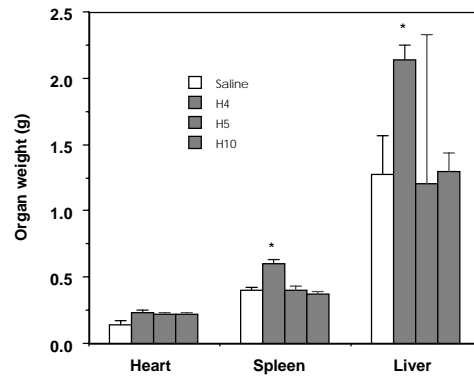 2.5
2.0
1.5
1.0
0.5
0.0
Organ weight (g)
Saline
H4
H5
H10
*
*
Heart Spleen Liver